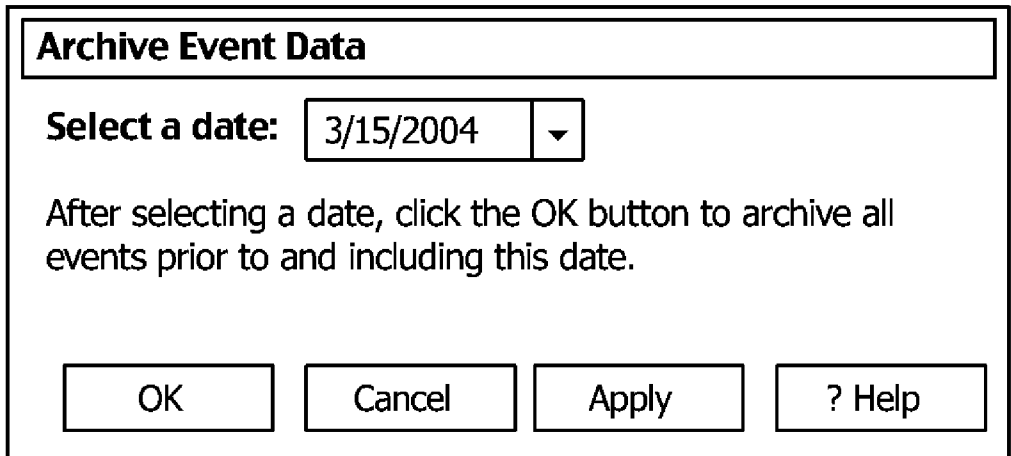 Archive Event Data
Select a date: 3/15/2004
After selecting a date, click the OK button to archive all
events prior to and including this date.
OK Cancel Apply ? Help